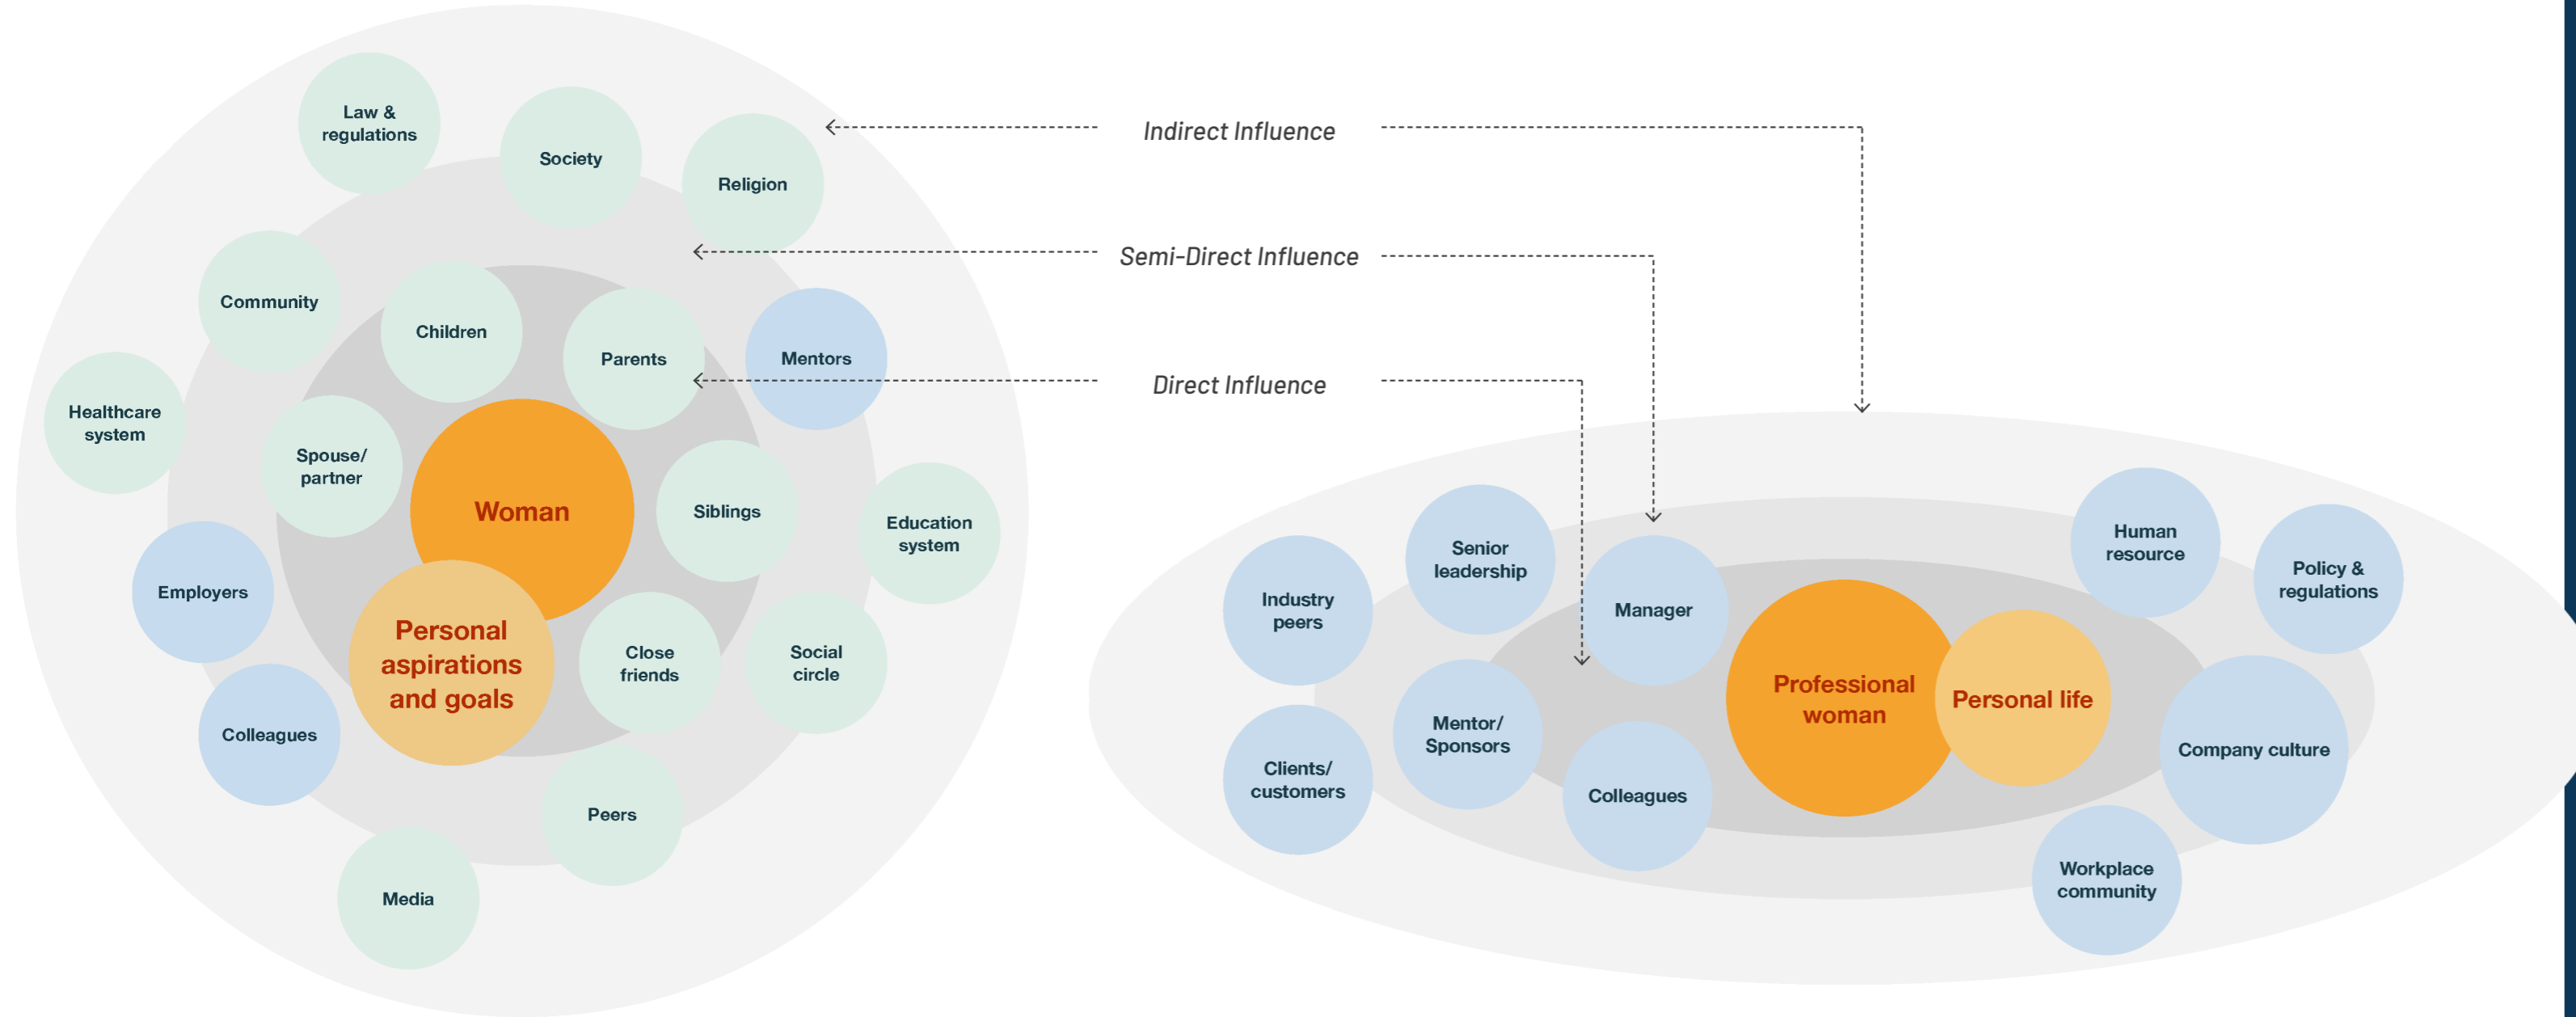 Law &
regulations
Society
Religion
Community
Children
Parents
Mentors
Healthcare
system
Spouse/
partner
Woman
Siblings
Education
system
Employers
Personal
aspirations
and goals
Close
friends
Social
circle
Colleagues
Peers
Media
Indirect Influence
Semi-Direct Influence
Direct Influence
Industry
peers
Senior
leadership
Manager
Human
resource
Policy &
regulations
Professional
woman
Personal life
Mentor/
Sponsors
Clients/
customers
Colleagues
Company culture
Workplace
community